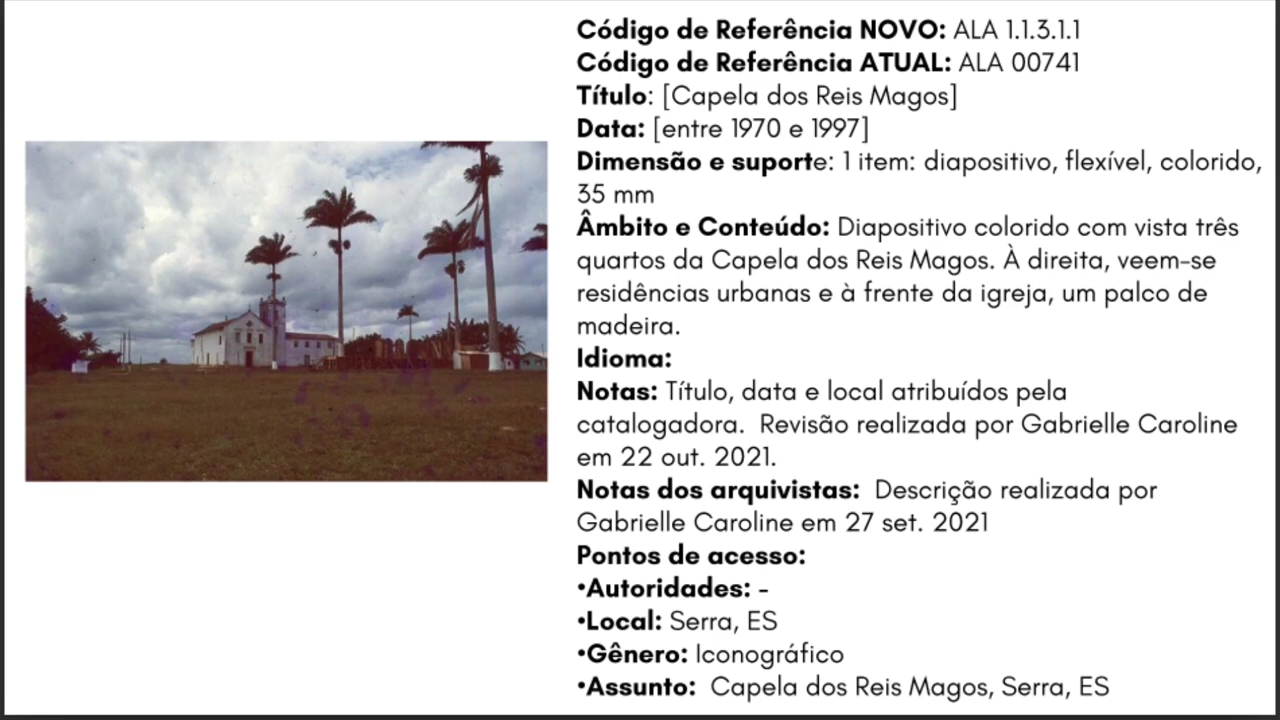 Código de Referência NOVO: ALA 1.1.3.1.1
Código de Referência ATUAL: ALA 00741
Título: [Capela dos Reis Magos]
Data: [entre 1970 e 1997]
Dimensão e suporte: 1 item: diapositivo, flexível, colorido,
35 mm
Âmbito e Conteúdo: Diapositivo colorido com vista três
quartos da Capela dos Reis Magos. À direita, veem-se
residências urbanas e à frente da igreja, um palco de
madeira.
Idioma:
Notas: Título, data e local atribuídos pela
catalogadora.  Revisão realizada por Gabrielle Caroline
em 22 out. 2021.
Notas dos arquivistas:  Descrição realizada por
Gabrielle Caroline em 27 set. 2021
Pontos de acesso:
•Autoridades: -
•Local: Serra, ES
•Gênero: Iconográfico
•Assunto:  Capela dos Reis Magos, Serra, ES